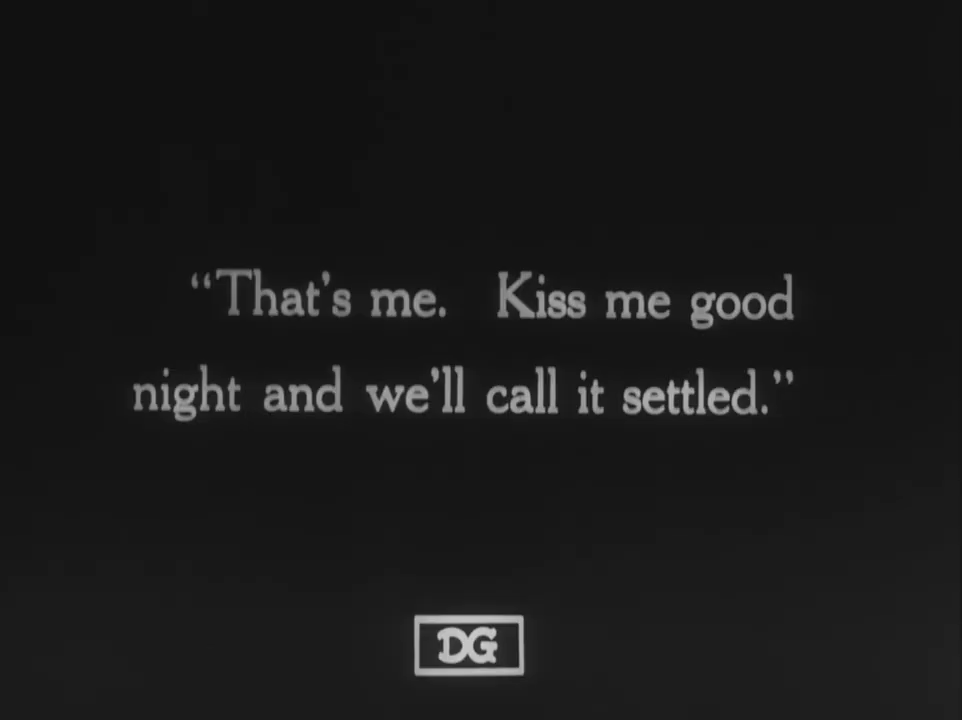 “That’s me. Kiss me good
night and we’ll call it settled.”
DG